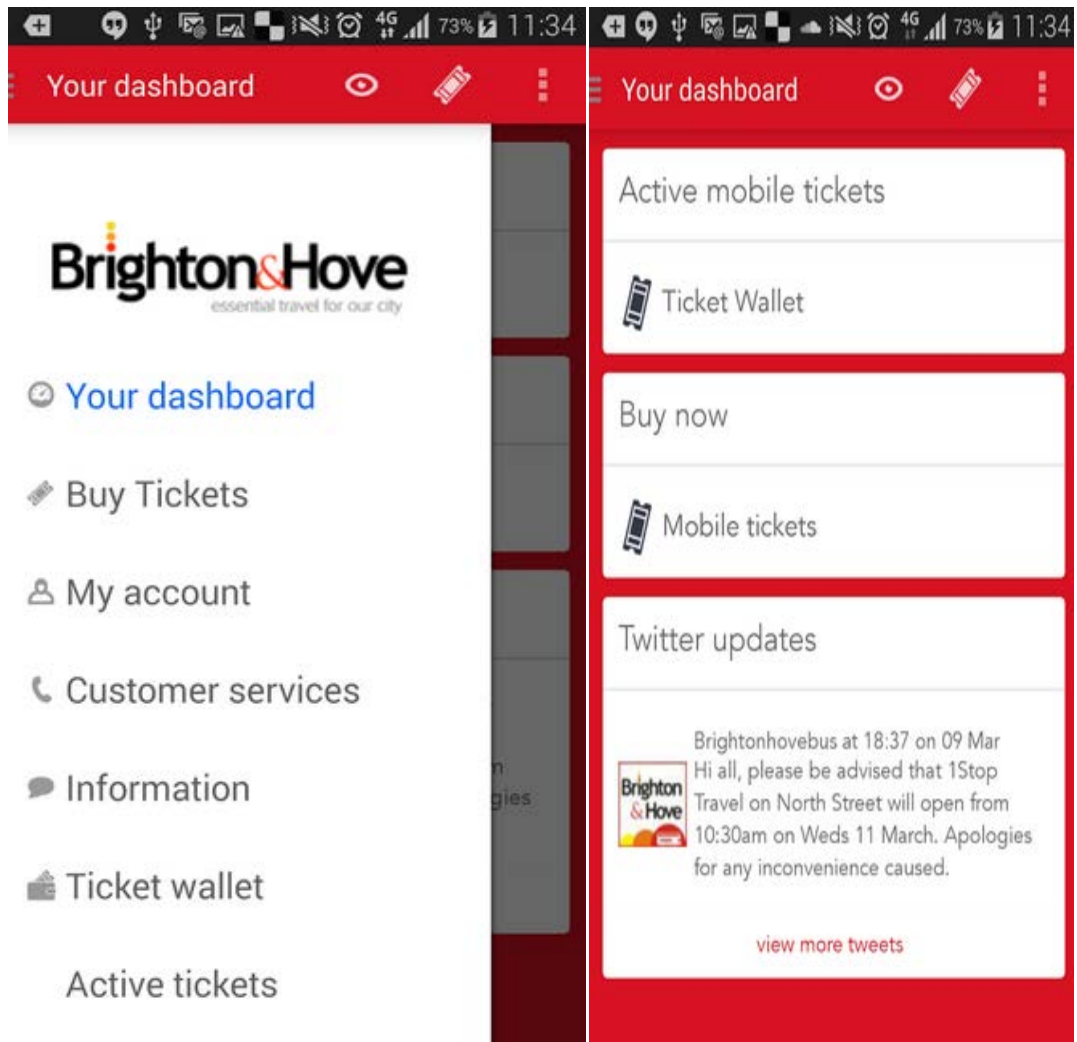 4G 73% 11:34
Your dashboard
Brighton&Hove
essential travel for our city
Your dashboard
Buy Tickets
My account
Customer services
Information
Ticket wallet
Active tickets
gies
4G 73% 11:34
Your dashboard
Active mobile tickets
Ticket Wallet
Buy now
Mobile tickets
Twitter updates
Brightonhovebus at 18:37 on 09 Mar
Hi all, please be advised that 1Stop
Travel on North Street will open from
10:30am on Weds 11 March. Apologies
for any inconvenience caused.
Brighton
&Hove
view more tweets